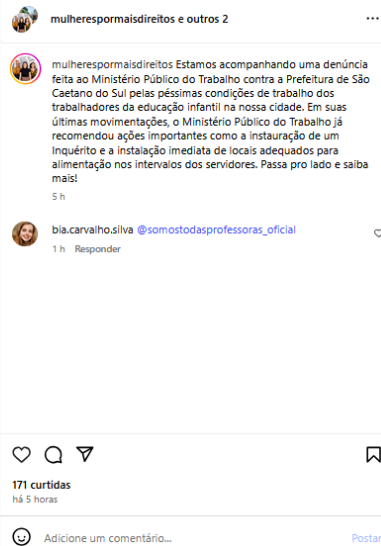 mulherespormaisdireitos e outros 2
mulherespormaisdireitos Estamos acompanhando uma denúncia
feita ao Ministério Público do Trabalho contra a Prefeitura de São
Caetano do Sul pelas péssimas condições de trabalho dos
trabalhadores da educação infantil na nossa cidade. Em suas
últimas movimentações, o Ministério Público do Trabalho já
recomendou ações importantes como a instauração de um
Inquérito e a instalação imediata de locais adequados para
alimentação nos intervalos dos servidores. Passa pro lado e saiba
mais!
5 h
bia.carvalho.silva @somostodasprofessoras_oficial
1 h Responder
171 curtidas
há 5 horas
Adicione um comentário... Postar